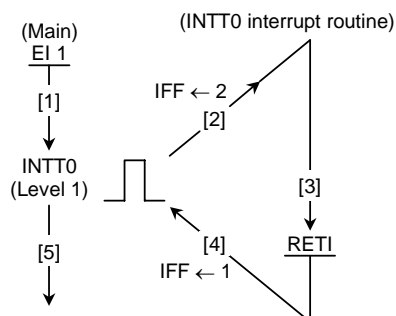 (Main)
EI 1
[1]
INTT0
(Level 1)
[5]
(INTT0 interrupt routine)
IFF ← 2
[2]
[3]
RETI
[4]
IFF ← 1